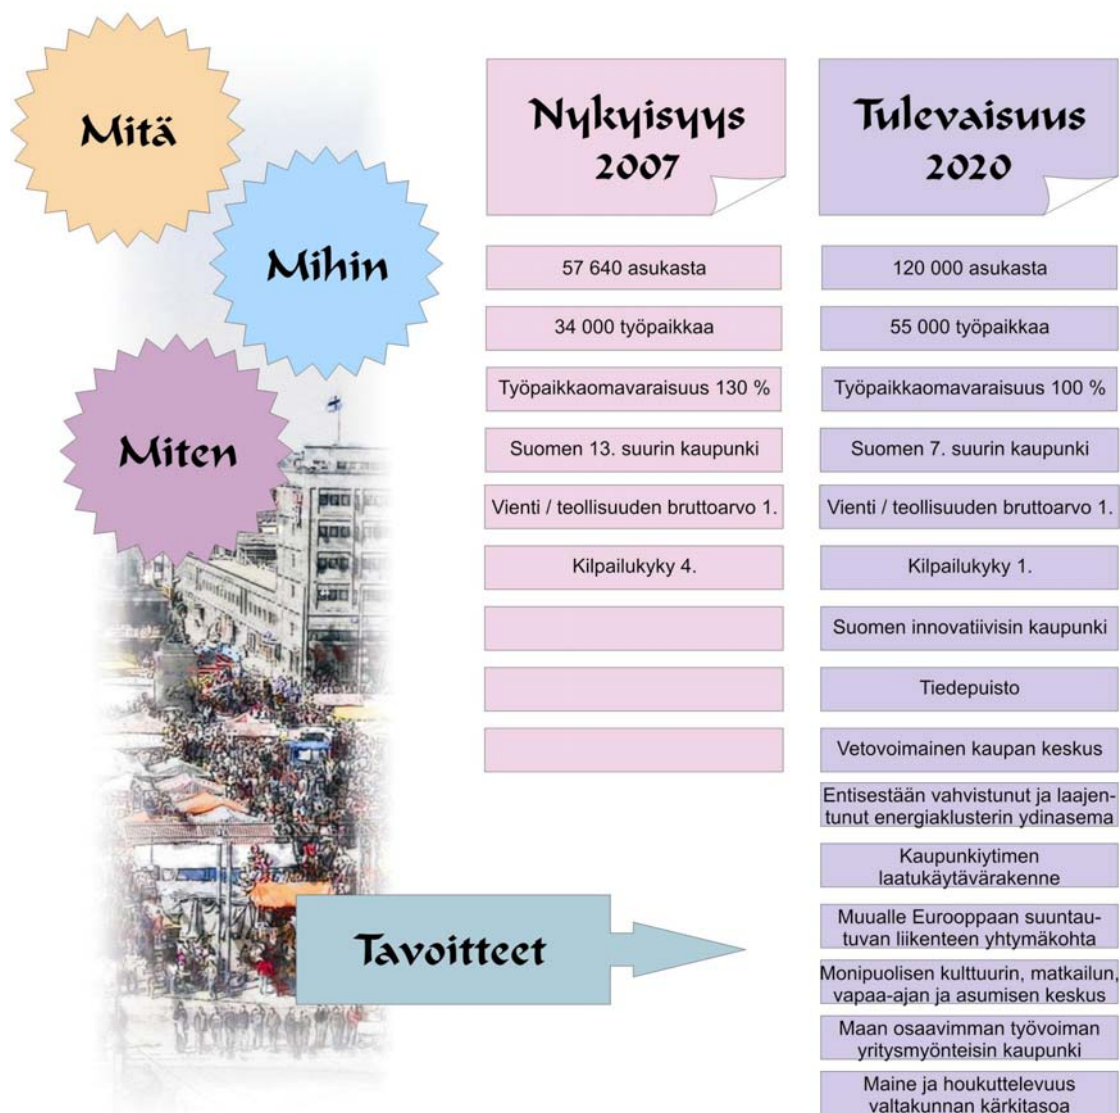 Mitä
Mihin
Miten
Tavoitteet
Nykyisyys
2007
57 640 asukasta
34 000 työpaikkaa
Työpaikkaomavaraisuus 130 %
Suomen 13. suurin kaupunki
Vienti / teollisuuden bruttoarvo 1.
Kilpailukyky 4.
Tulevaisuus
2020
120 000 asukasta
55 000 työpaikkaa
Työpaikkaomavaraisuus 100 %
Suomen 7. suurin kaupunki
Vienti / teollisuuden bruttoarvo 1.
Kilpailukyky 1.
Suomen innovatiivisin kaupunki
Tiedepuisto
Vetovoimainen kaupan keskus
Entisestään vahvistunut ja laajen-
tunut energiaklusterin ydinasema
Kaupunkiytimen
laatukäytävärakenne
Muualle Eurooppaan suuntau-
tuvan liikenteen yhtymäkohta
Monipuolisen kulttuurin, matkailun,
vapaa-ajan ja asumisen keskus
Maan osaavimman työvoiman
yritysmyönteisin kaupunki
Maine ja houkuttelevuus
valtakunnan kärkitasoa